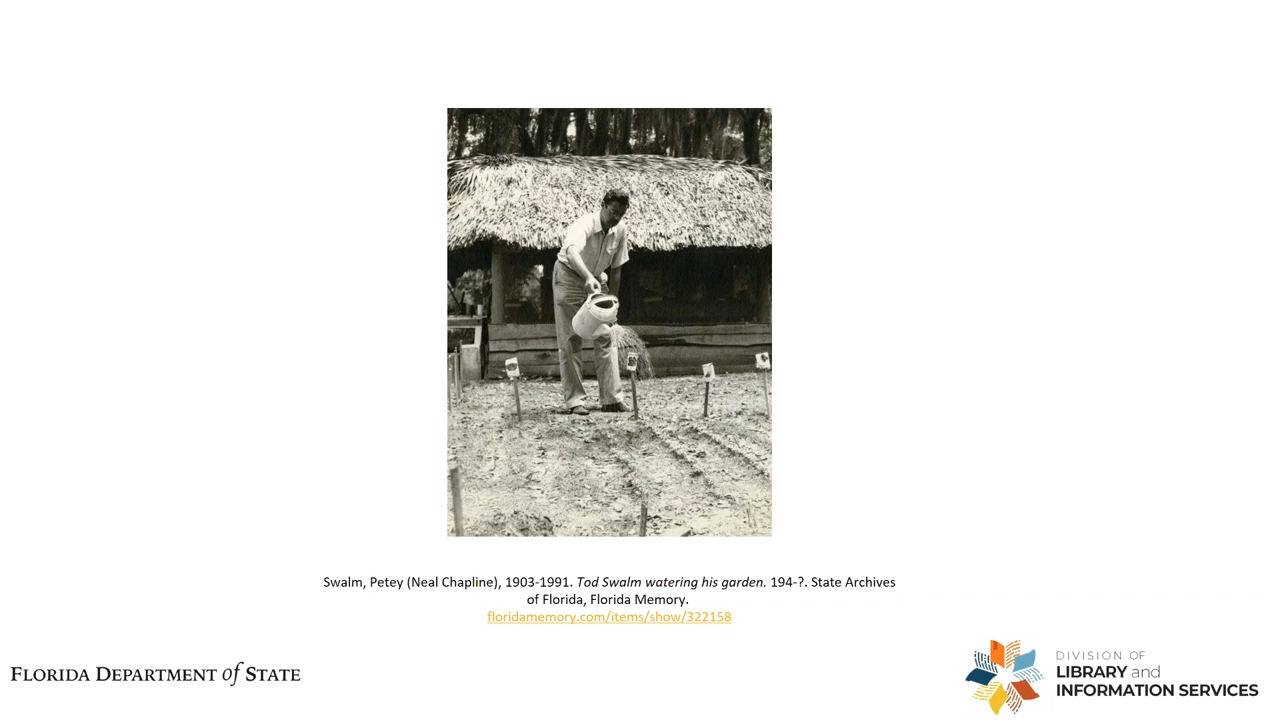 Swalm, Petey (Neal Chapline), 1903-1991. Tod Swalm watering his garden. 194-?. State Archives
of Florida, Florida Memory.
floridamemory.com/items/show/322158
FLORIDA DEPARTMENT of STATE
DIVISION OF
LIBRARY and
INFORMATION SERVICES